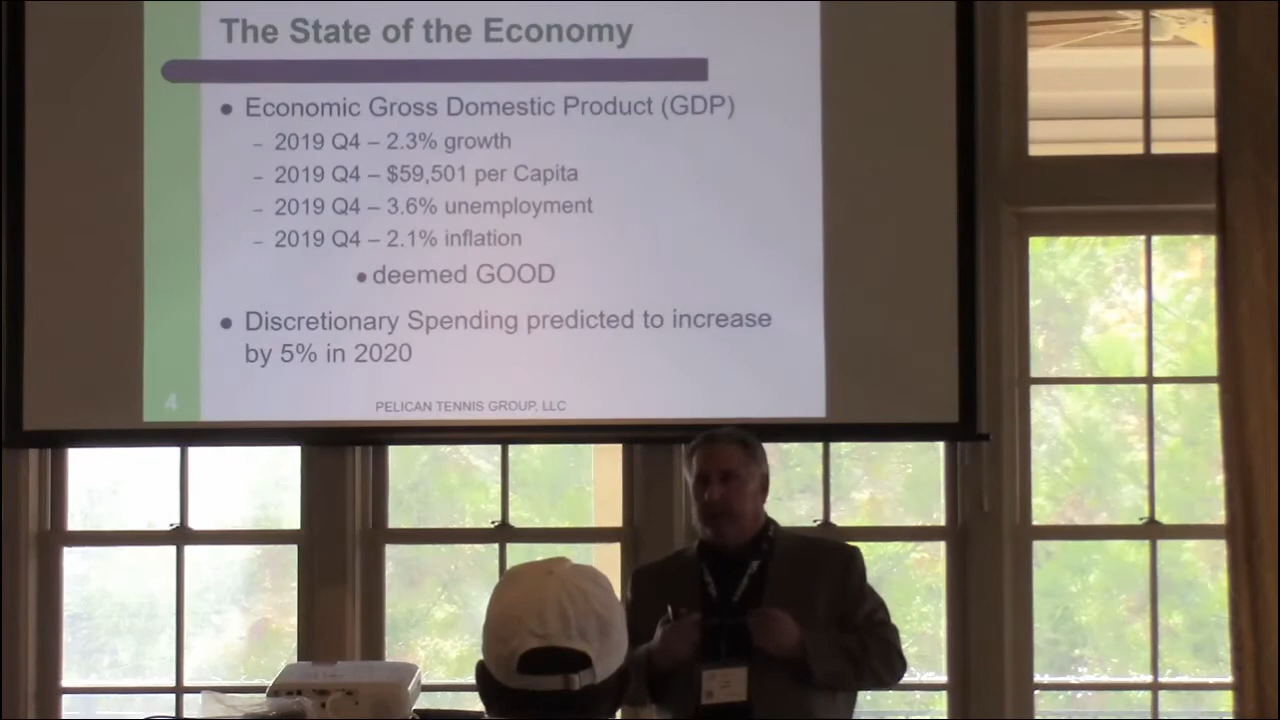 The State of the Economy
● Economic Gross Domestic Product (GDP)
– 2019 Q4 – 2.3% growth
– 2019 Q4 – $59,501 per Capita
– 2019 Q4 – 3.6% unemployment
– 2019 Q4 – 2.1% inflation
● deemed GOOD
● Discretionary Spending predicted to increase
by 5% in 2020
4
PELICAN TENNIS GROUP, LLC